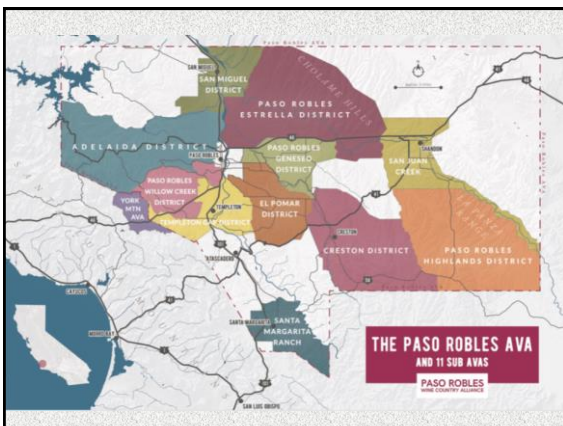 Paso Robles AVA
SAN MIGUEL
SAN MIGUEL
DISTRICT
CHOLAME HILLS
PASO ROBLES
ESTRELLA DISTRICT
ADELAIDA DISTRICT
PASO ROBLES
PASO ROBLES
GENESEO
DISTRICT
SHANDON
SAN JUAN
CREEK
PASO ROBLES
WILLOW CREEK
DISTRICT
YORK
MTN
AVA
TEMPLETON
TEMPLETON GAP DISTRICT
EL POMAR
DISTRICT
CRESTON
CRESTON DISTRICT
PASO ROBLES
HIGHLANDS DISTRICT
ATASCADERO
CAYUCOS
MORRO BAY
SANTA MARGARITA
SANTA
MARGARITA
RANCH
SAN LUIS OBISPO
THE PASO ROBLES AVA
AND 11 SUB AVAS
PASO ROBLES
WINE COUNTRY ALLIANCE